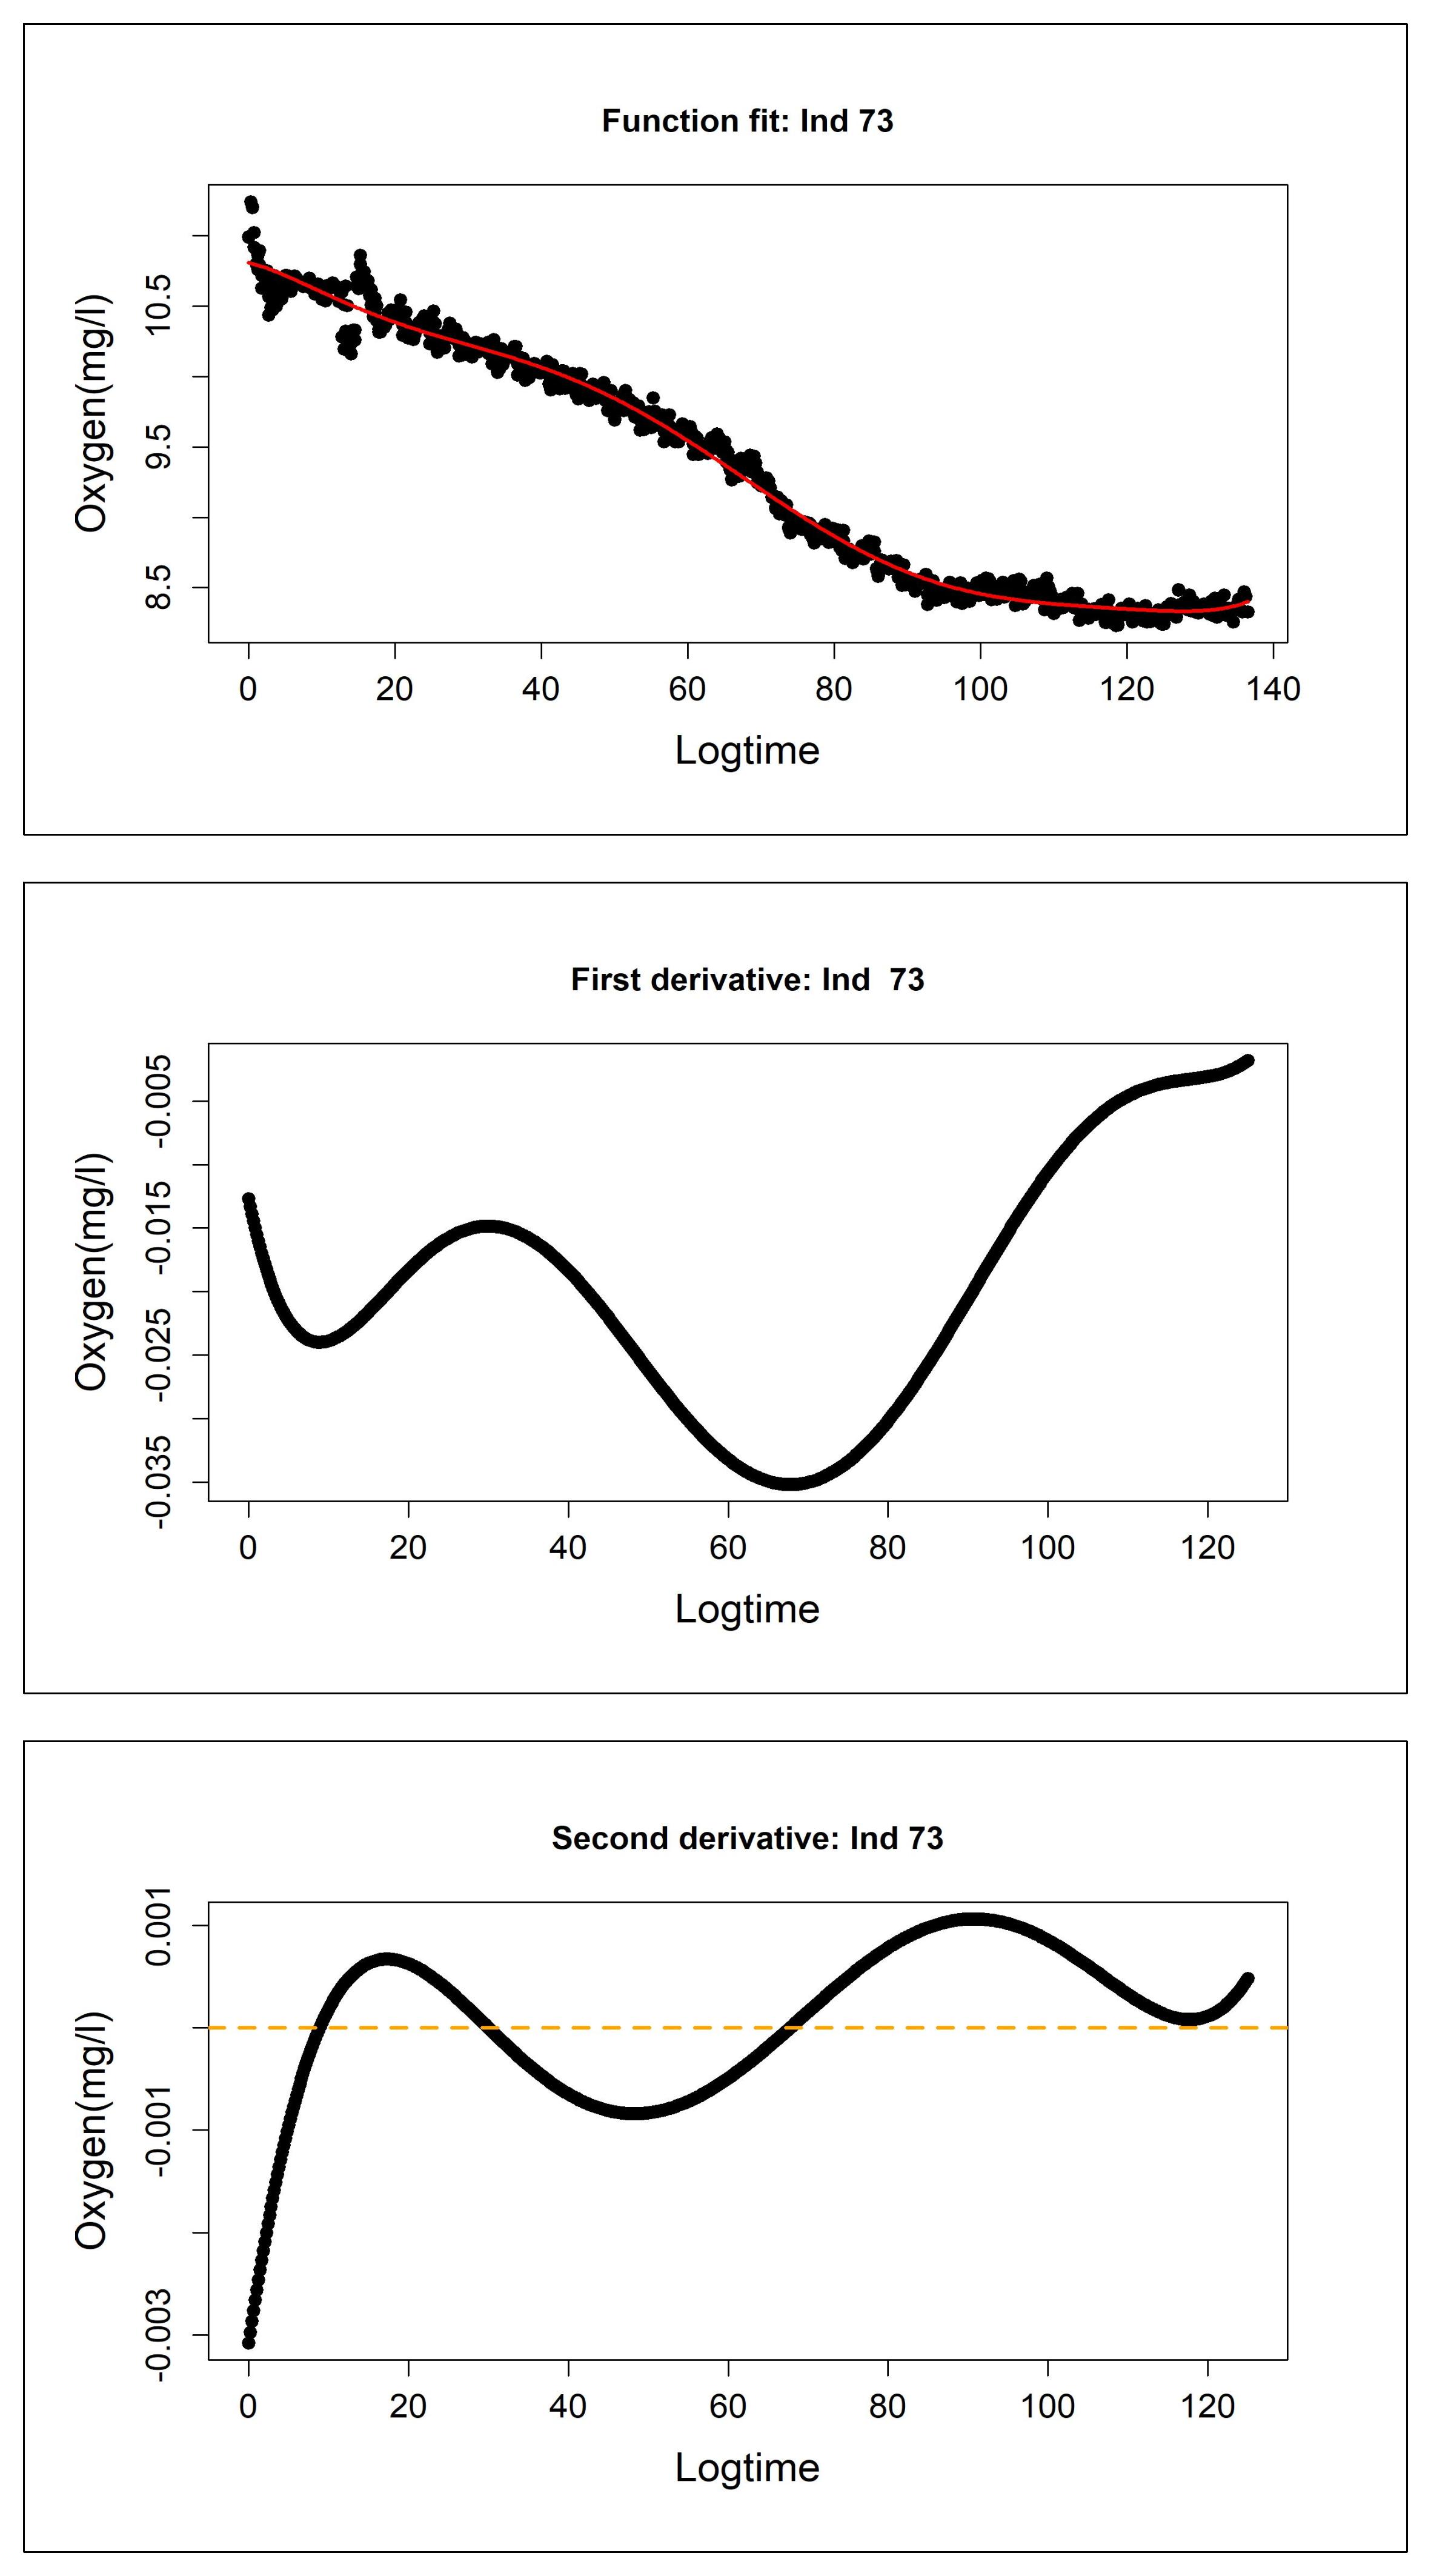 Function fit: Ind 73
Oxygen(mg/l)
10.5
9.5
8.5
0 20 40 60 80 100 120 140
Logtime
First derivative: Ind  73
Oxygen(mg/l)
-0.005
-0.015
-0.025
-0.035
0 20 40 60 80 100 120
Logtime
Second derivative: Ind 73
Oxygen(mg/l)
0.001
-0.001
-0.003
0 20 40 60 80 100 120
Logtime